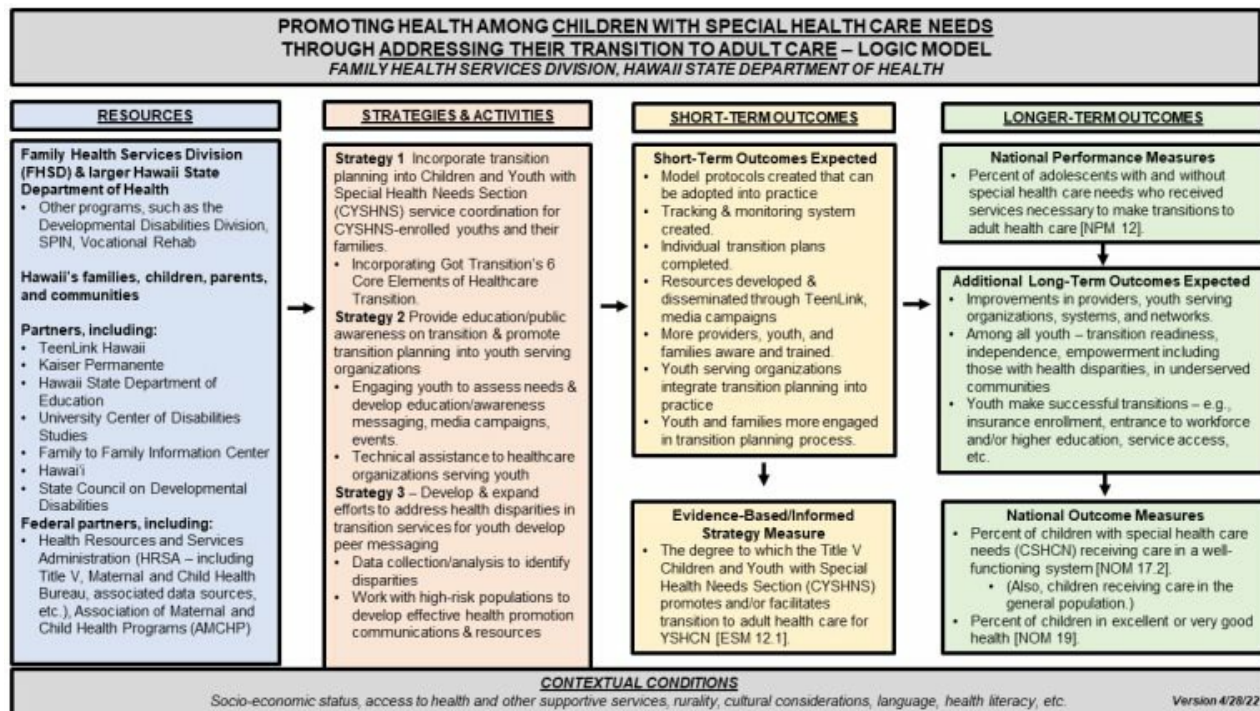 PROMOTING HEALTH AMONG CHILDREN WITH SPECIAL HEALTH CARE NEEDS
THROUGH ADDRESSING THEIR TRANSITION TO ADULT CARE – LOGIC MODEL
FAMILY HEALTH SERVICES DIVISION, HAWAII STATE DEPARTMENT OF HEALTH
RESOURCES
Family Health Services Division
(FHSD) & larger Hawaii State
Department of Health
• Other programs, such as the
Developmental Disabilities Division,
SPIN, Vocational Rehab
Hawaii's families, children, parents,
and communities
Partners, including:
• TeenLink Hawaii
• Kaiser Permanente
• Hawaii State Department of
Education
• University Center of Disabilities
Studies
• Family to Family Information Center
• Hawai'i
• State Council on Developmental
Disabilities
Federal partners, including:
• Health Resources and Services
Administration (HRSA – including
Title V, Maternal and Child Health
Bureau, associated data sources,
etc.), Association of Maternal and
Child Health Programs (AMCHP)
STRATEGIES & ACTIVITIES
Strategy 1 Incorporate transition
planning into Children and Youth with
Special Health Needs Section
(CYSHNS) service coordination for
CYSHNS-enrolled youths and their
families.
• Incorporating Got Transition's 6
Core Elements of Healthcare
Transition.
Strategy 2 Provide education/public
awareness on transition & promote
transition planning into youth serving
organizations
• Engaging youth to assess needs &
develop education/awareness
messaging, media campaigns,
events.
• Technical assistance to healthcare
organizations serving youth
Strategy 3 – Develop & expand
efforts to address health disparities in
transition services for youth develop
peer messaging
• Data collection/analysis to identify
disparities
• Work with high-risk populations to
develop effective health promotion
communications & resources
SHORT-TERM OUTCOMES
Short-Term Outcomes Expected
• Model protocols created that can
be adopted into practice
• Tracking & monitoring system
created.
• Individual transition plans
completed.
• Resources developed &
disseminated through TeenLink,
media campaigns
• More providers, youth, and
families aware and trained.
• Youth serving organizations
integrate transition planning into
practice
• Youth and families more engaged
in transition planning process.
Evidence-Based/Informed
Strategy Measure
• The degree to which the Title V
Children and Youth with Special
Health Needs Section (CYSHNS)
promotes and/or facilitates
transition to adult health care for
YSHCN [ESM 12.1].
LONGER-TERM OUTCOMES
National Performance Measures
• Percent of adolescents with and without
special health care needs who received
services necessary to make transitions to
adult health care [NPM 12].
Additional Long-Term Outcomes Expected
• Improvements in providers, youth serving
organizations, systems, and networks.
• Among all youth – transition readiness,
independence, empowerment including
those with health disparities, in underserved
communities
• Youth make successful transitions – e.g.,
insurance enrollment, entrance to workforce
and/or higher education, service access,
etc.
National Outcome Measures
• Percent of children with special health care
needs (CSHCN) receiving care in a well-
functioning system [NOM 17.2].
• (Also, children receiving care in the
general population.)
• Percent of children in excellent or very good
health [NOM 19].
CONTEXTUAL CONDITIONS
Socio-economic status, access to health and other supportive services, rurality, cultural considerations, language, health literacy, etc.
Version 4/28/22